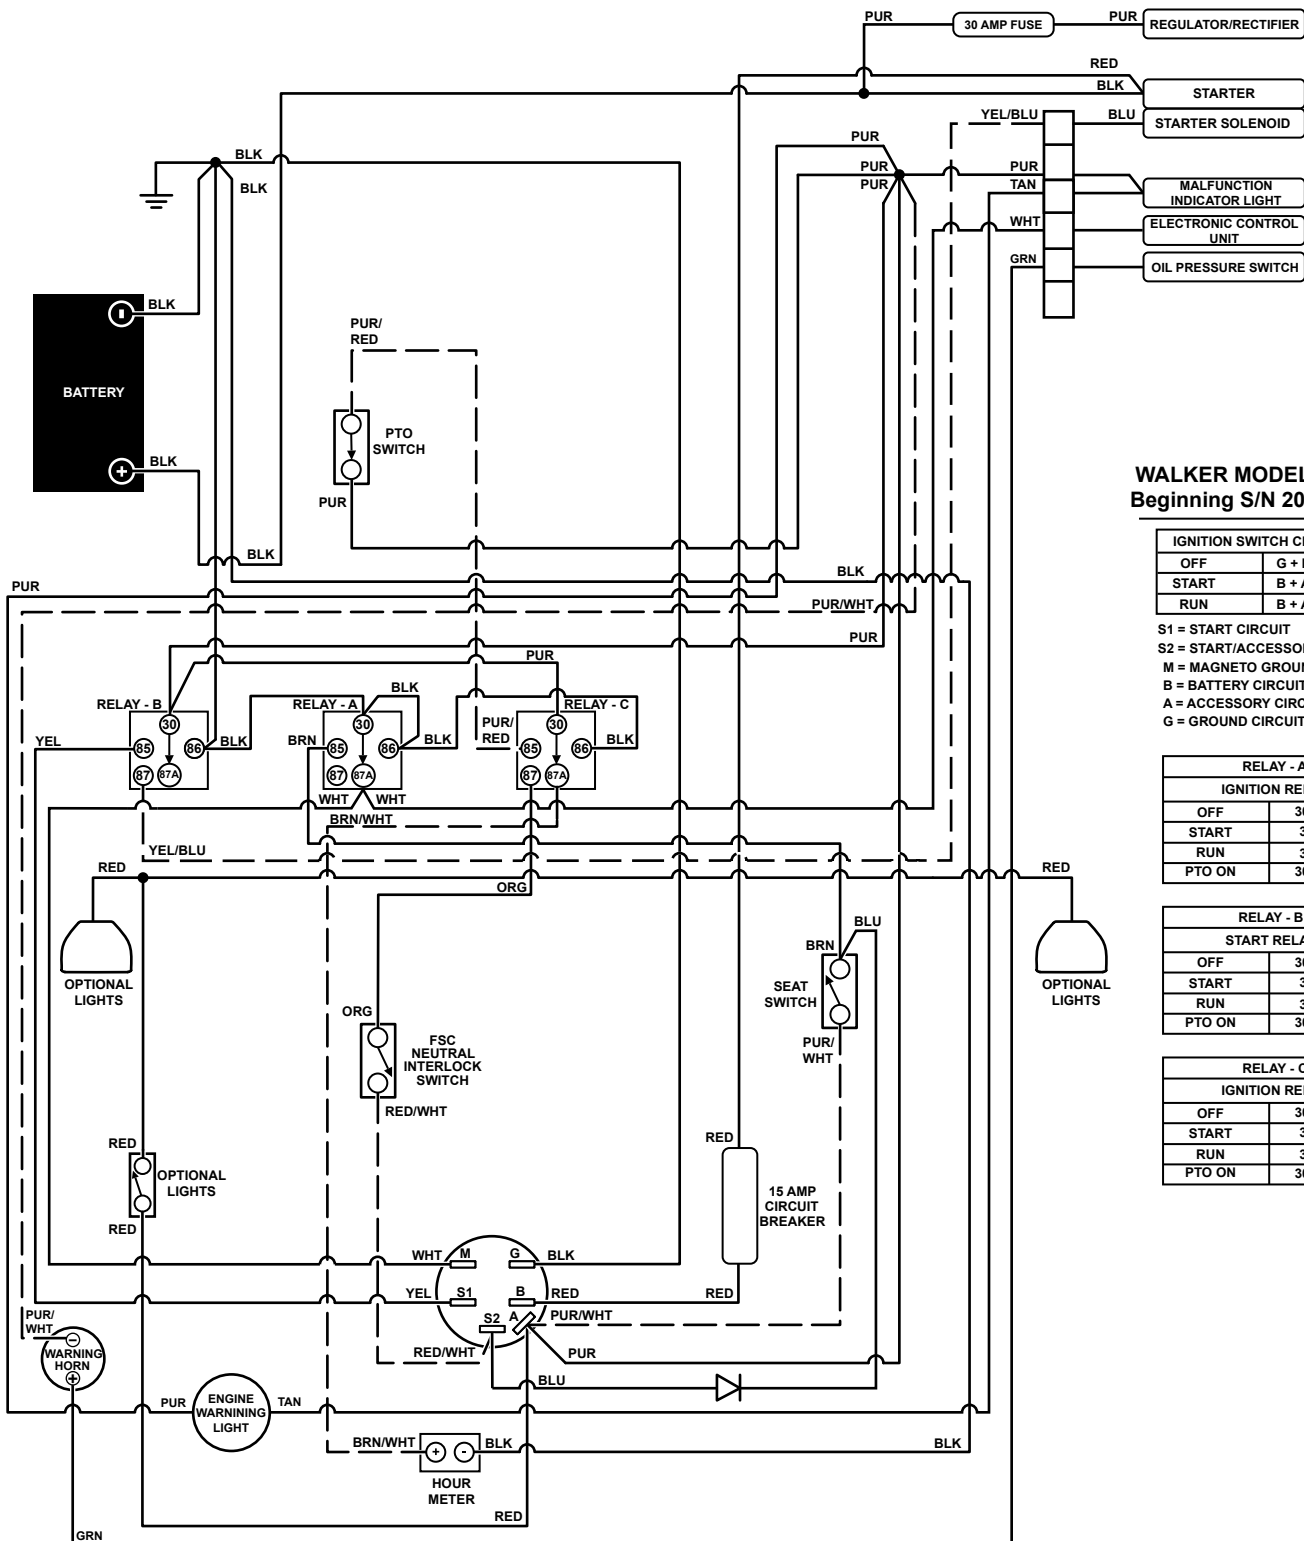 PUR
30 AMP FUSE
PUR
REGULATOR/RECTIFIER
RED
BLK
STARTER
YEL/BLU
BLU
STARTER SOLENOID
PUR
BLK
PUR
PUR
PUR
TAN
MALFUNCTION
INDICATOR LIGHT
BLK
WHT
ELECTRONIC CONTROL
UNIT
GRN
OIL PRESSURE SWITCH
BLK
BATTERY
PUR/
RED
PTO
SWITCH
BLK
PUR
WALKER MODEL
Beginning S/N 20
BLK
BLK
IGNITION SWITCH
OFF
G +
START
B +
RUN
B +
PUR
PUR/WHT
S1 = START CIRCUIT
S2 =
M = MAGNETO
B = BATTERY CIRCUIT
A = ACCESSORY
G = GROUND CIRCUIT
PUR
PUR
RELAY - B
RELAY - A
BLK
RELAY - C
30
30
30
YEL
85
86
BLK
BRN
85
86
BLK
PUR/
RED
85
86
BLK
87
87A
87
87A
87
87A
WHT
WHT
BRN/WHT
YEL/BLU
RELAY -
IGNITION
OFF
START
RUN
PTO ON
RED
ORG
RED
OPTIONAL
LIGHTS
BLU
BRN
SEAT
SWITCH
PUR/
WHT
OPTIONAL
LIGHTS
RELAY - B
START
OFF
START
RUN
PTO ON
ORG
FSC
NEUTRAL
INTERLOCK
SWITCH
RED/WHT
RELAY -
IGNITION
OFF
START
RUN
PTO ON
RED
OPTIONAL
LIGHTS
RED
RED
15 AMP
CIRCUIT
BREAKER
WHT
M
G
BLK
YEL
S1
B
RED
RED
S2
A
PUR/WHT
RED/WHT
PUR
BLU
PUR/
WHT
WARNING
HORN
PUR
ENGINE
WARNINING
LIGHT
TAN
BRN/WHT
+
-
BLK
BLK
HOUR
METER
RED
GRN